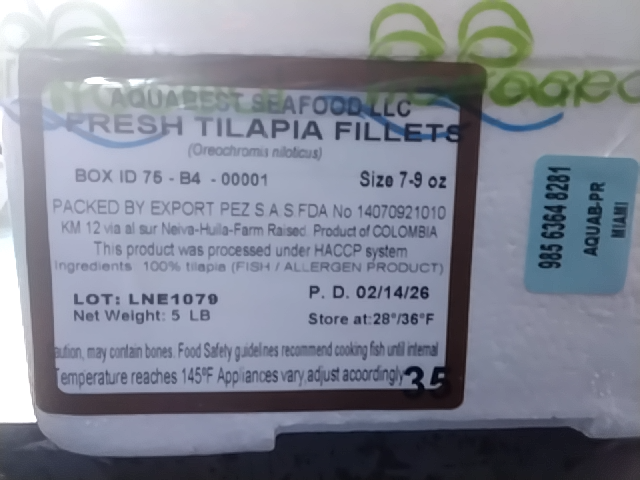 AQUABEST SEAFOOD LLC
FRESH TILAPIA FILLETS
(Oreochromis niloticus)
BOX ID 75 - B4 - 00001 Size 7-9 oz
PACKED BY EXPORT PEZ S.A.S.FDA No 14070921010
KM 12 via al sur Neiva-Huila-Farm Raised. Product of COLOMBIA
This product was processed under HACCP system
Ingredients: 100% tilapia (FISH / ALLERGEN PRODUCT)
LOT: LNE1079 P. D. 02/14/26
Net Weight: 5 LB Store at:28°/36°F
aution, may contain bones. Food Safety guidelines recommend cooking fish until internal
Temperature reaches 145°F Appliances vary, adjust accordingly 35
985 6364 8281
AQUAB-PR
MIAMI